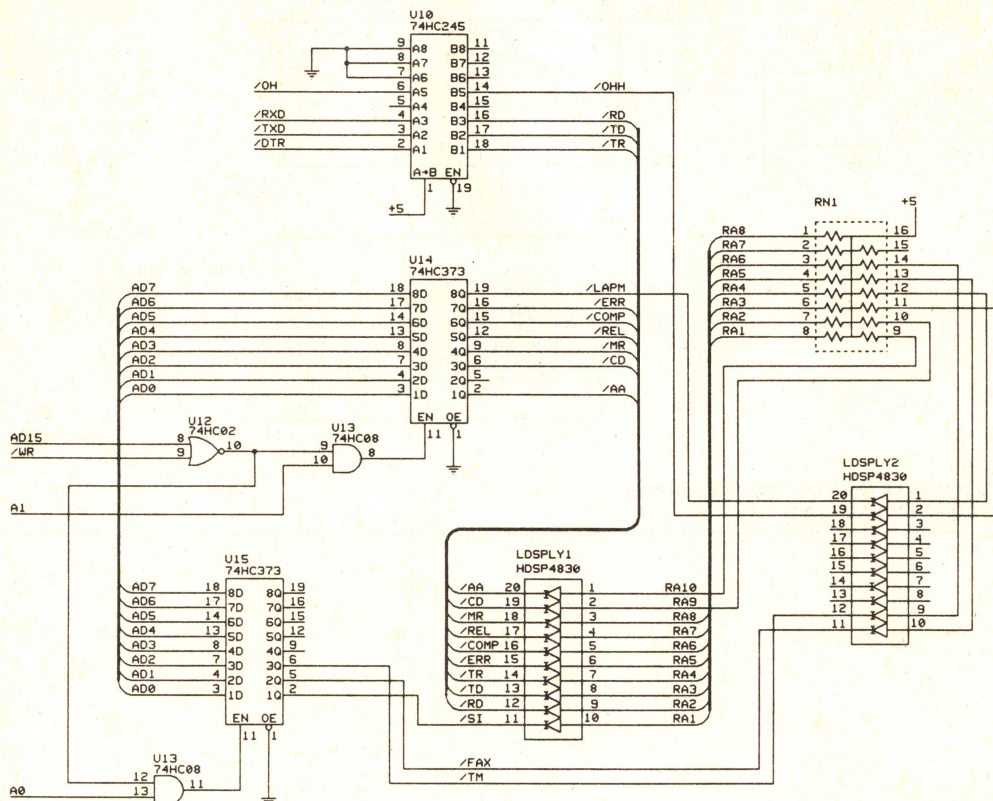 U10
74HC245
9 A8 B8 11
8 A7 B7 12
7 A6 B6 13
/OH 6 A5 B5 14 /OHH
5 A4 B4 15
/RXD 4 A3 B3 16 /RD
/TXD 3 A2 B2 17 /TD
/DTR 2 A1 B1 18 /TR
A→B EN
1 19
+5
RN1
+5
RA8 1 16
RA7 2 15
RA6 3 14
RA5 4 13
RA4 5 12
RA3 6 11
RA2 7 10
RA1 8 9
U14
74HC373
AD7 18 8D 8Q 19 /LAPM
AD6 17 7D 7Q 16 /ERR
AD5 14 6D 6Q 15 /COMP
AD4 13 5D 5Q 12 /REL
AD3 8 4D 4Q 9 /MR
AD2 7 3D 3Q 6 /CD
AD1 4 2D 2Q 5
AD0 3 1D 1Q 2 /AA
EN OE
11 1
U12
74HC02
AD15 8 10
/WR 9
U13
74HC08
9 8
10
A1
LDSPLY2
HDSP4830
20 1
19 2
18 3
17 4
16 5
15 6
14 7
13 8
12 9
11 10
U15
74HC373
AD7 18 8D 8Q 19
AD6 17 7D 7Q 16
AD5 14 6D 6Q 15
AD4 13 5D 5Q 12
AD3 8 4D 4Q 9
AD2 7 3D 3Q 6
AD1 4 2D 2Q 5
AD0 3 1D 1Q 2
EN OE
11 1
LDSPLY1
HDSP4830
/AA 20 1 RA10
/CD 19 2 RA9
/MR 18 3 RA8
/REL 17 4 RA7
/COMP 16 5 RA6
/ERR 15 6 RA5
/TR 14 7 RA4
/TD 13 8 RA3
/RD 12 9 RA2
/SI 11 10 RA1
/FAX
/TM
U13
74HC08
12 11
A0 13